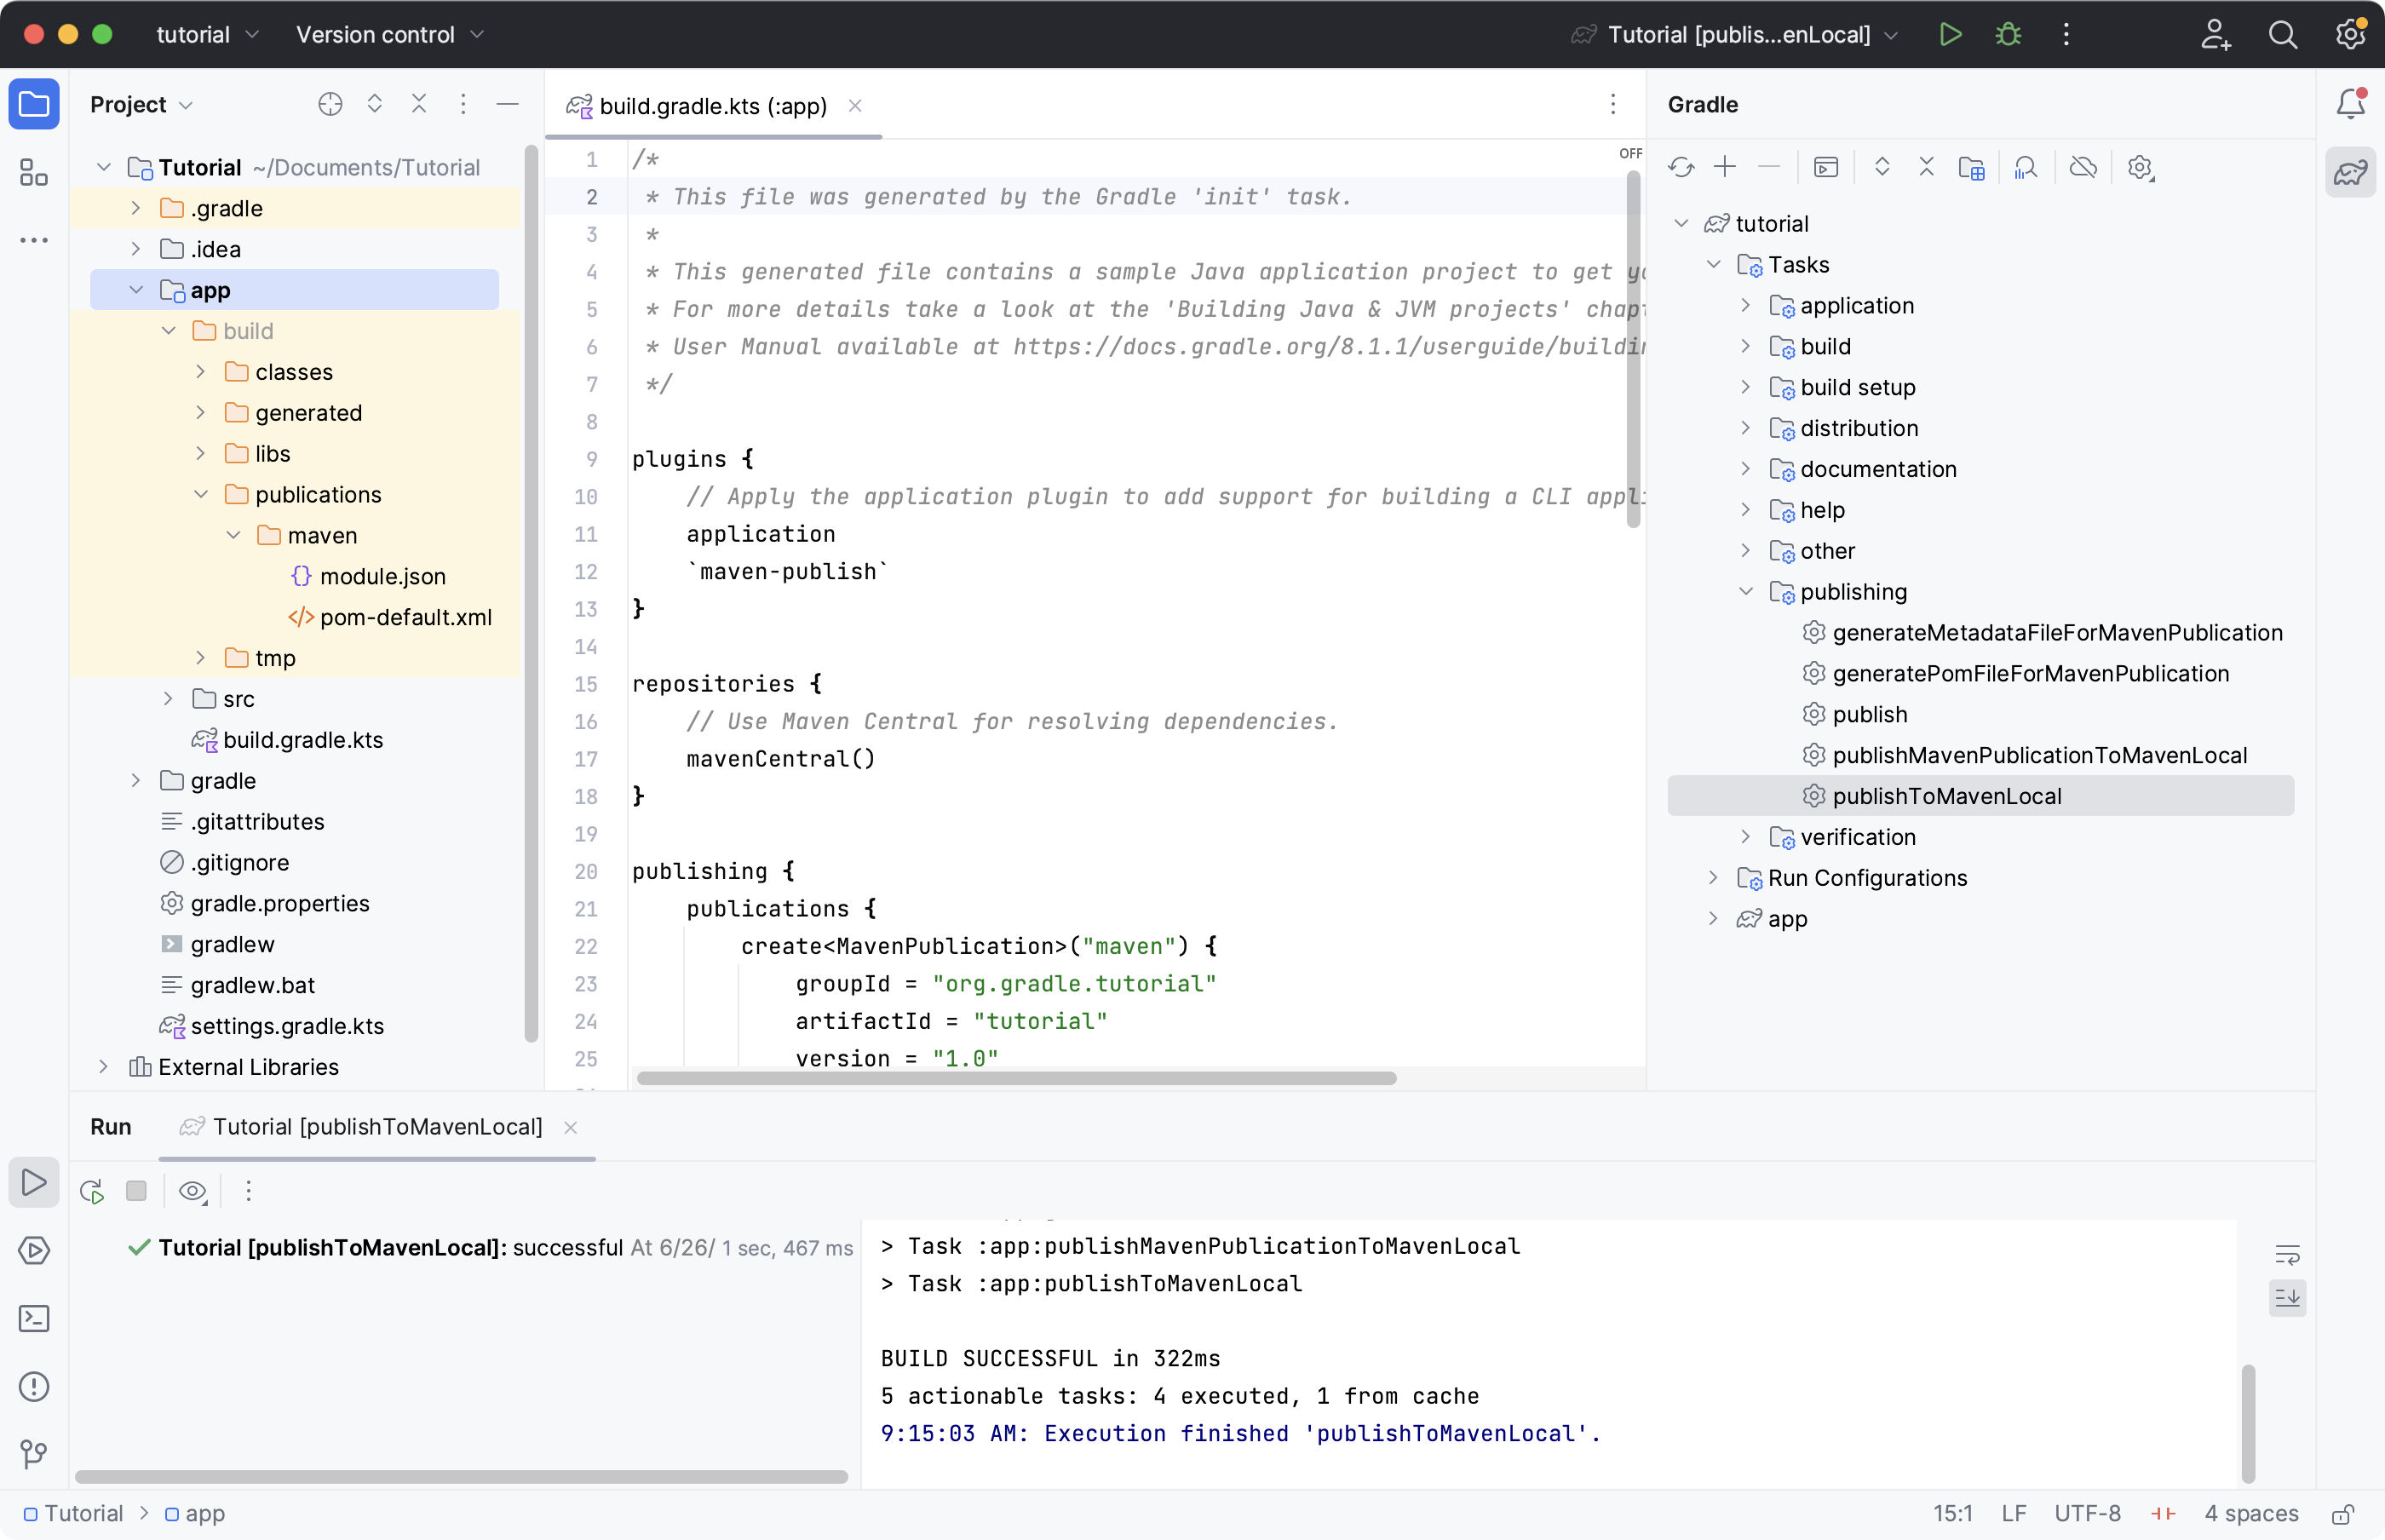 tutorial
Version control
Tutorial [publis...enLocal]
Project
Tutorial ~/Documents/Tutorial
.gradle
.idea
app
build
classes
generated
libs
publications
maven
module.json
pom-default.xml
tmp
src
build.gradle.kts
gradle
.gitattributes
.gitignore
gradle.properties
gradlew
gradlew.bat
settings.gradle.kts
External Libraries
build.gradle.kts (:app)
OFF
1 /*
2 * This file was generated by the Gradle 'init' task.
3 *
4 * This generated file contains a sample Java application project to get
5 * For more details take a look at the 'Building Java & JVM projects'
6 * User Manual available at https://docs.gradle.org/8.1.1/userguide/buildin
7 */
8
9 plugins {
10 // Apply the application plugin to add support for building a CLI appli
11 application
12 `maven-publish`
13 }
14
15 repositories {
16 // Use Maven Central for resolving dependencies.
17 mavenCentral()
18 }
19
20 publishing {
21 publications {
22 create<MavenPublication>("maven") {
23 groupId = "org.gradle.tutorial"
24 artifactId = "tutorial"
25 version = "1.0"
Gradle
tutorial
Tasks
application
build
build setup
distribution
documentation
help
other
publishing
generateMetadataFileForMavenPublication
generatePomFileForMavenPublication
publish
publishMavenPublicationToMavenLocal
publishToMavenLocal
verification
Run Configurations
app
Run
Tutorial [publishToMavenLocal]
Tutorial [publishToMavenLocal]: successful At 6/26/ 1 sec, 467 ms
> Task :app:publishMavenPublicationToMavenLocal
> Task :app:publishToMavenLocal
BUILD SUCCESSFUL in 322ms
5 actionable tasks: 4 executed, 1 from cache
9:15:03 AM: Execution finished 'publishToMavenLocal'.
Tutorial > app
15:1 LF UTF-8 4 spaces